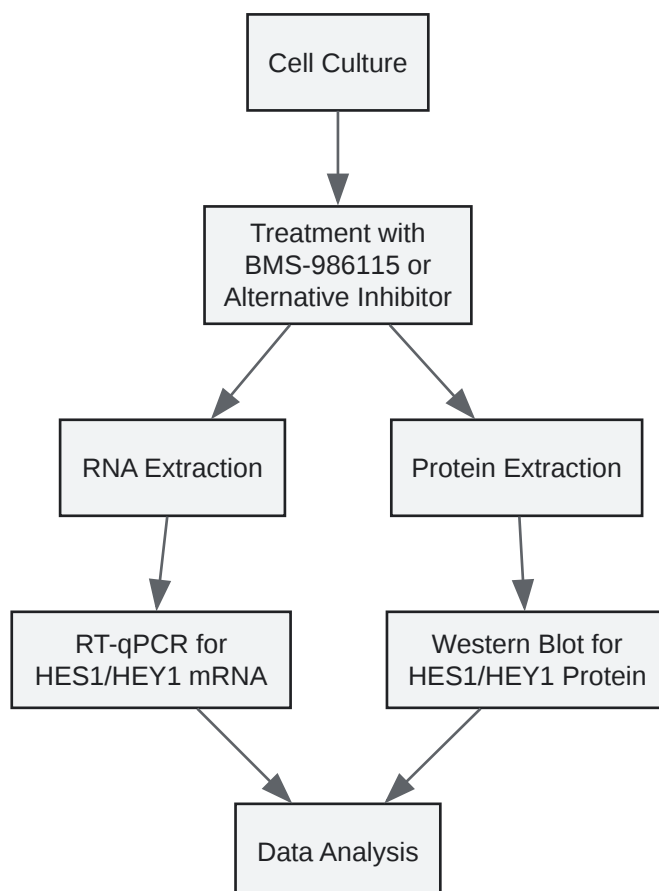 Cell Culture
Treatment with
BMS-986115 or
Alternative Inhibitor
RNA Extraction
Protein Extraction
RT-qPCR for
HES1/HEY1 mRNA
Western Blot for
HES1/HEY1 Protein
Data Analysis